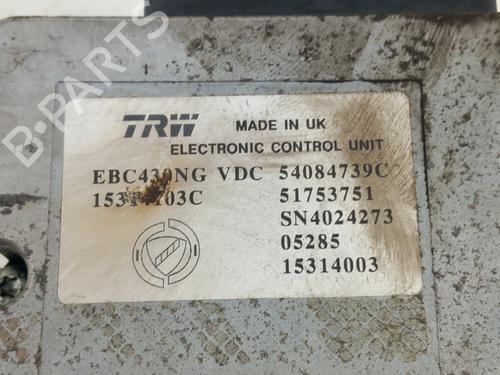 TRW MADE IN UK
ELECTRONIC CONTROL UNIT
EBC430NG VDC 54084739C
51753751
SN4024273
05285
15314003
B-PARTS